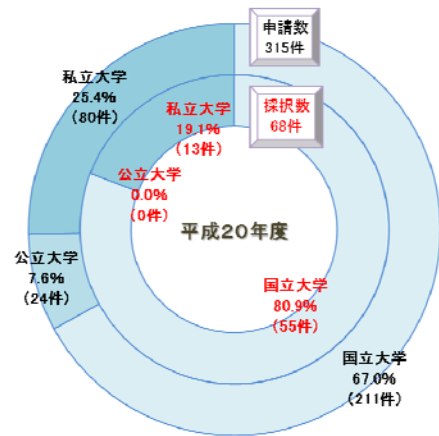 申請数
315件
私立大学
25.4%
(80件)
私立大学
19.1%
(13件)
採択数
68件
公立大学
0.0%
(0件)
平成20年度
公立大学
7.6%
(24件)
国立大学
80.9%
(55件)
国立大学
67.0%
(211件)